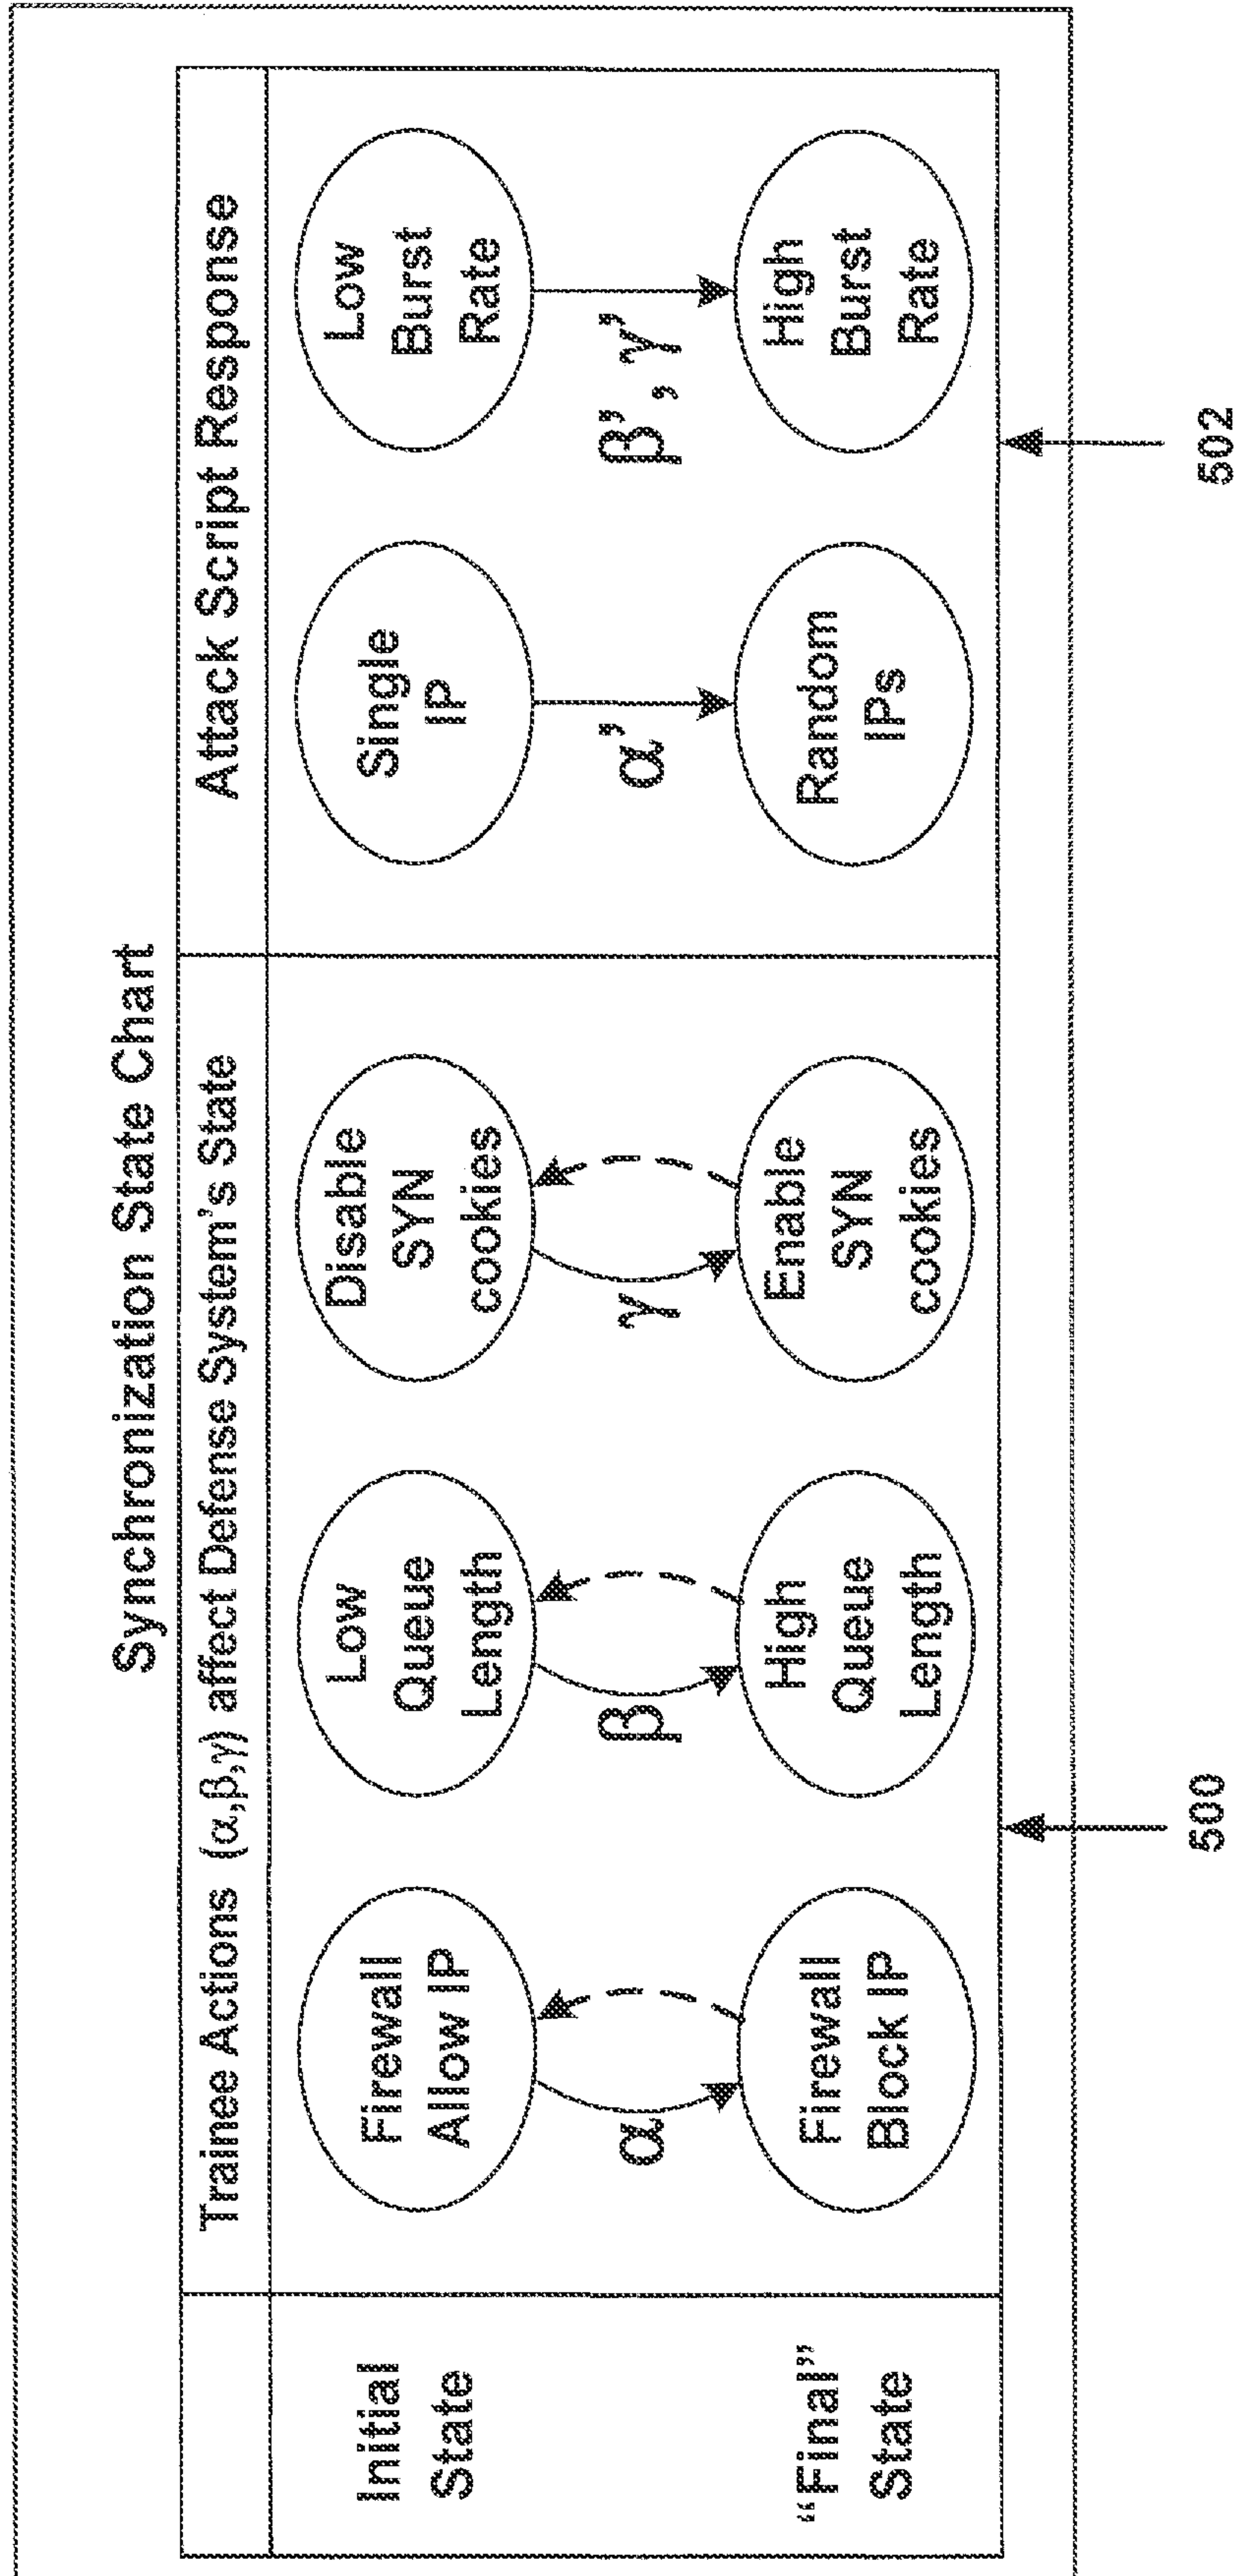 Synchronization State Chart
Trainee Actions (α,β,γ) affect Defense System's State
Attack Script Response
Initial
State
Firewall
Allow IP
Low
Queue
Length
Disable
SYN
cookies
Single
IP
Low
Burst
Rate
α
β
γ
α'
β', γ'
"Final"
State
Firewall
Block IP
High
Queue
Length
Enable
SYN
cookies
Random
IPs
High
Burst
Rate
500
502